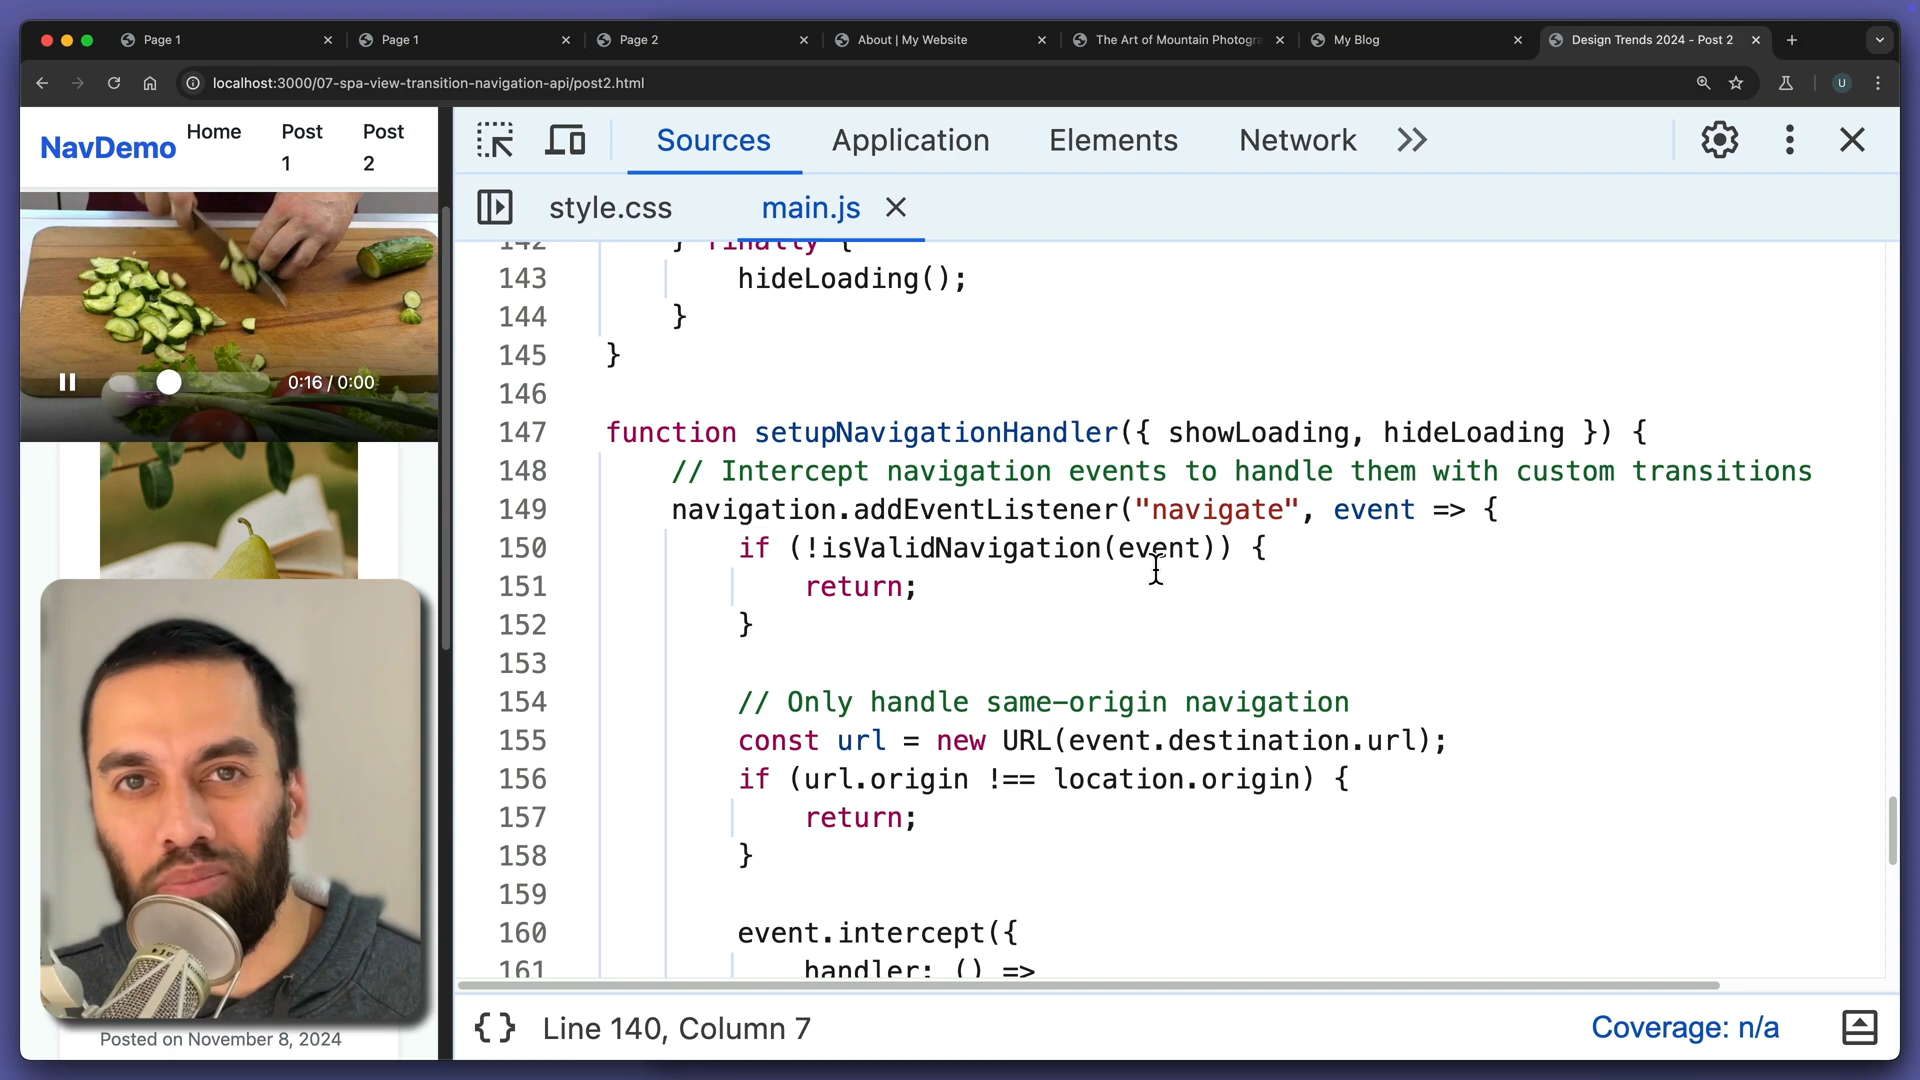 Page 1
Page 1
Page 2
About | My Website
The Art of Mountain Photogra
My Blog
Design Trends 2024 - Post 2
localhost:3000/07-spa-view-transition-navigation-api/post2.html
U
NavDemo
Home
Post 1
Post 2
0:16 / 0:00
Posted on November 8, 2024
Sources
Application
Elements
Network
style.css
main.js
142 } finally {
143 hideLoading();
144 }
145 }
146
147 function setupNavigationHandler({ showLoading, hideLoading }) {
148 // Intercept navigation events to handle them with custom transitions
149 navigation.addEventListener("navigate", event => {
150 if (!isValidNavigation(event)) {
151 return;
152 }
153
154 // Only handle same-origin navigation
155 const url = new URL(event.destination.url);
156 if (url.origin !== location.origin) {
157 return;
158 }
159
160 event.intercept({
161 handler: () =>
{} Line 140, Column 7
Coverage: n/a